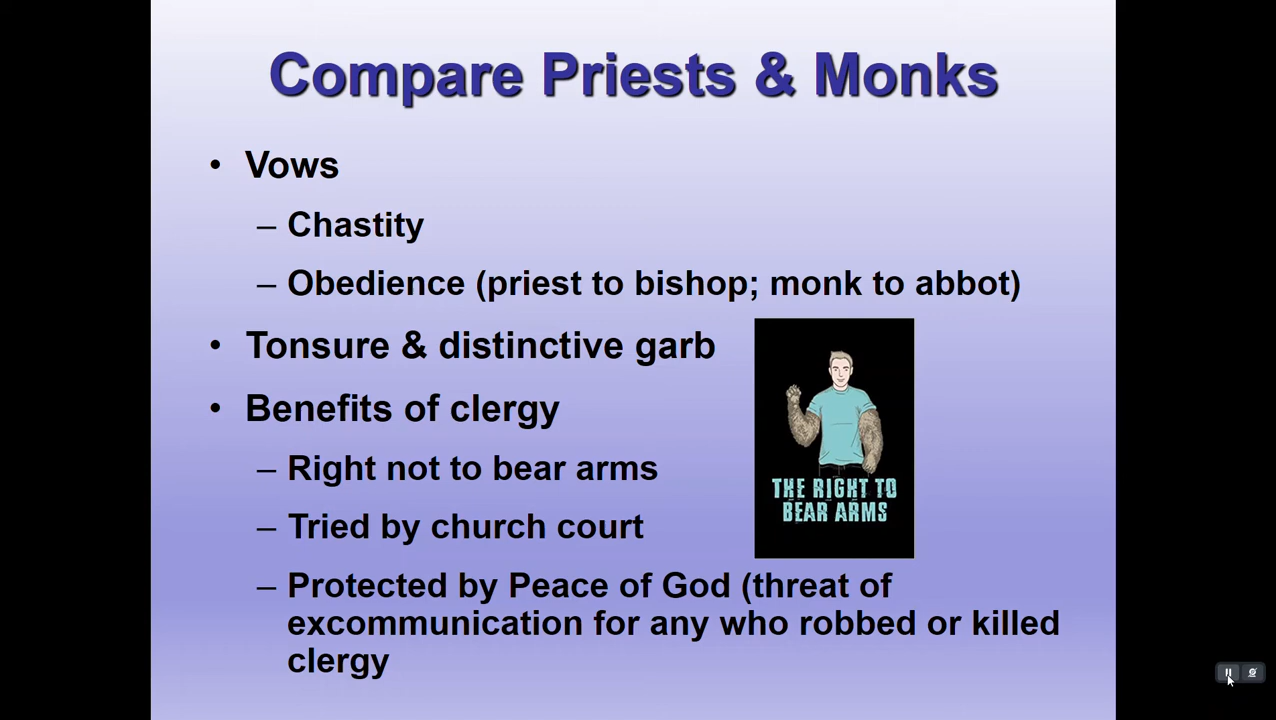 Compare Priests & Monks
• Vows
– Chastity
– Obedience (priest to bishop; monk to abbot)
• Tonsure & distinctive garb
• Benefits of clergy
– Right not to bear arms
– Tried by church court
– Protected by Peace of God (threat of
excommunication for any who robbed or killed
clergy
THE RIGHT TO
BEAR ARMS